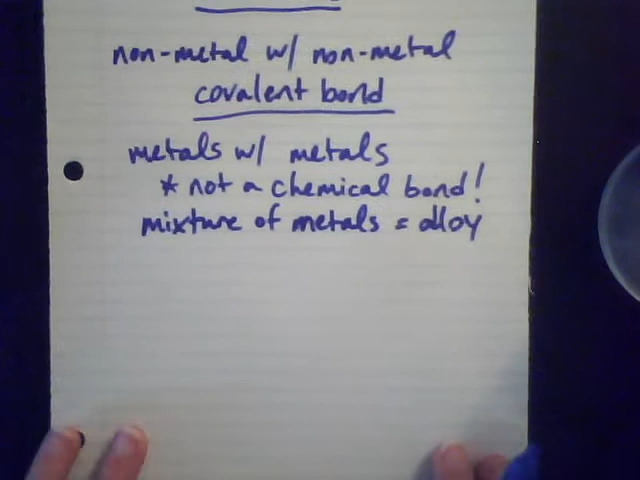 non-metal w/ non-metal
covalent bond
metals w/ metals
* not a chemical bond!
mixture of metals = alloy